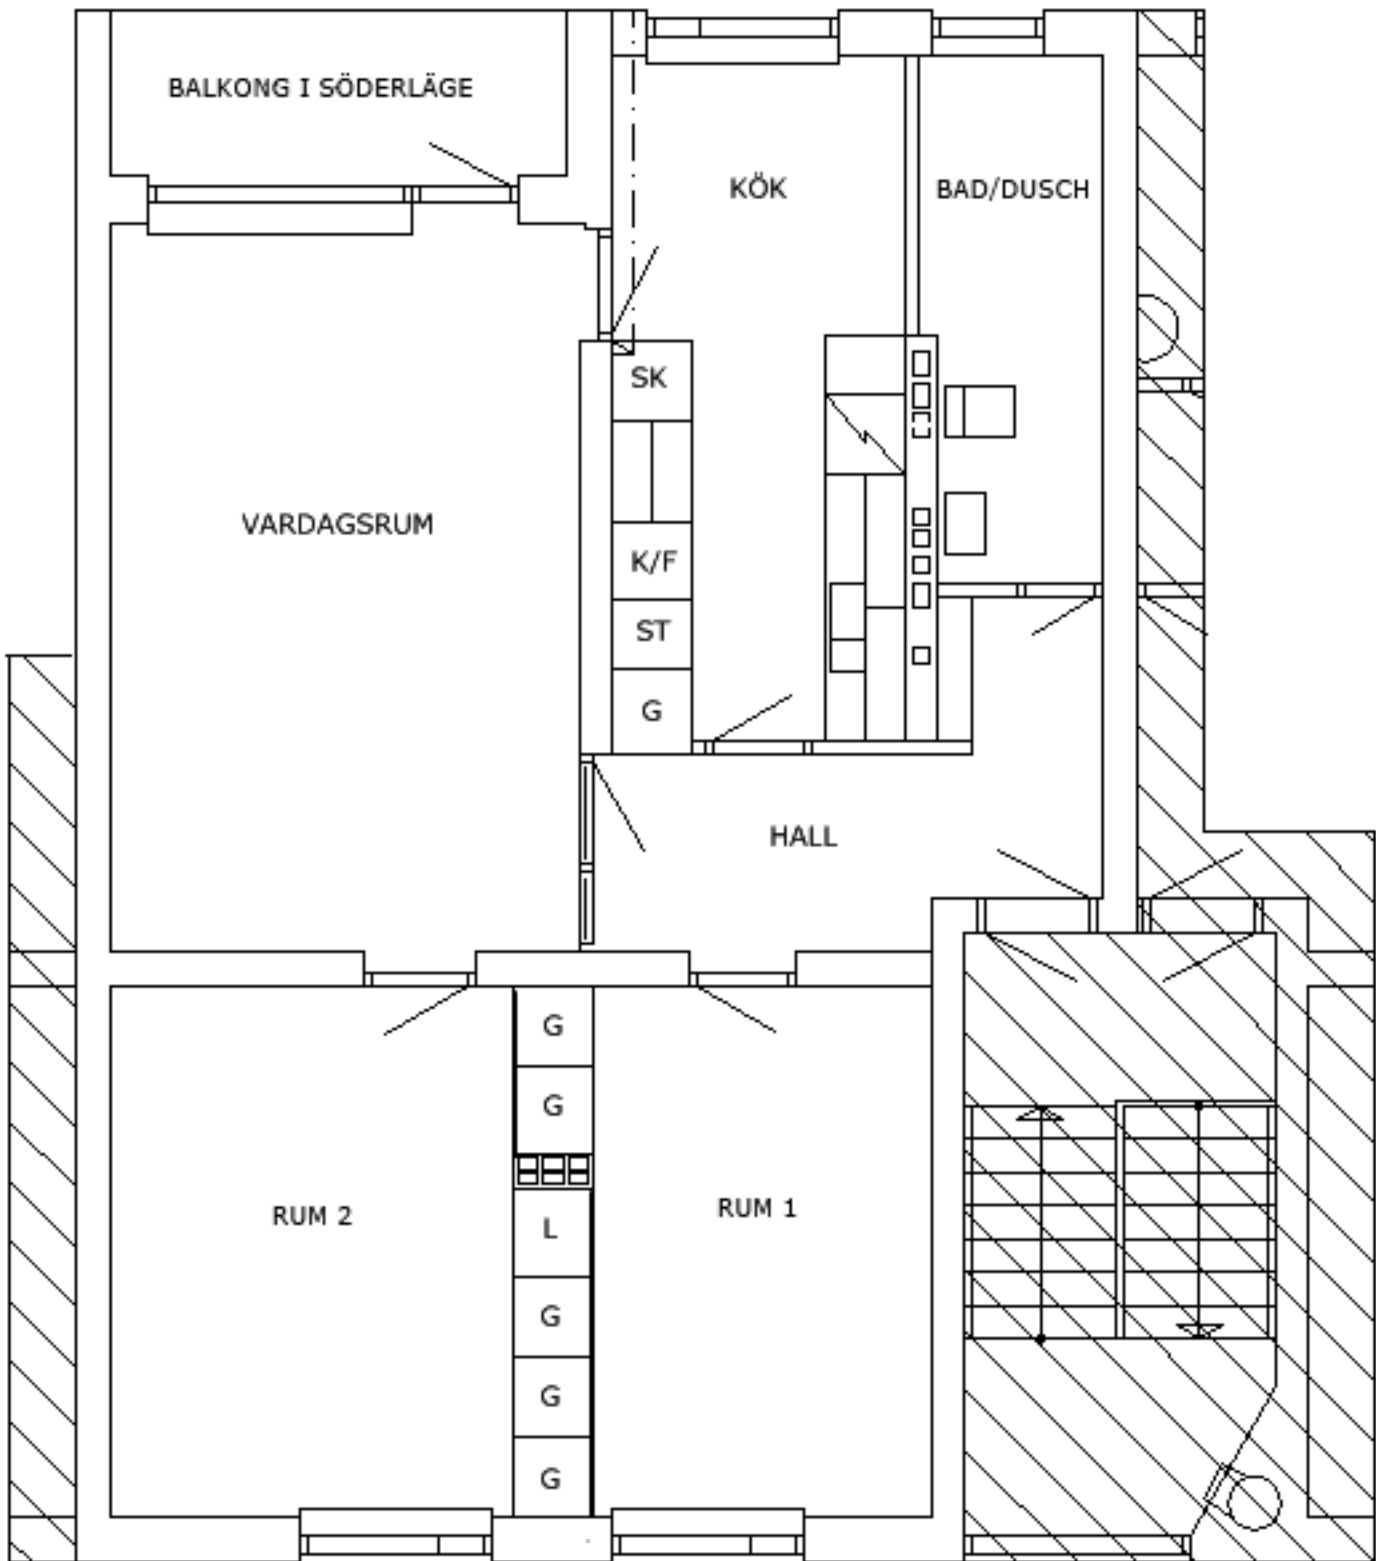 BALKONG I SÖDERLÄGE
KÖK
BAD/DUSCH
SK
VARDAGSRUM
K/F
ST
G
HALL
G
G
RUM 2
RUM 1
L
G
G
G